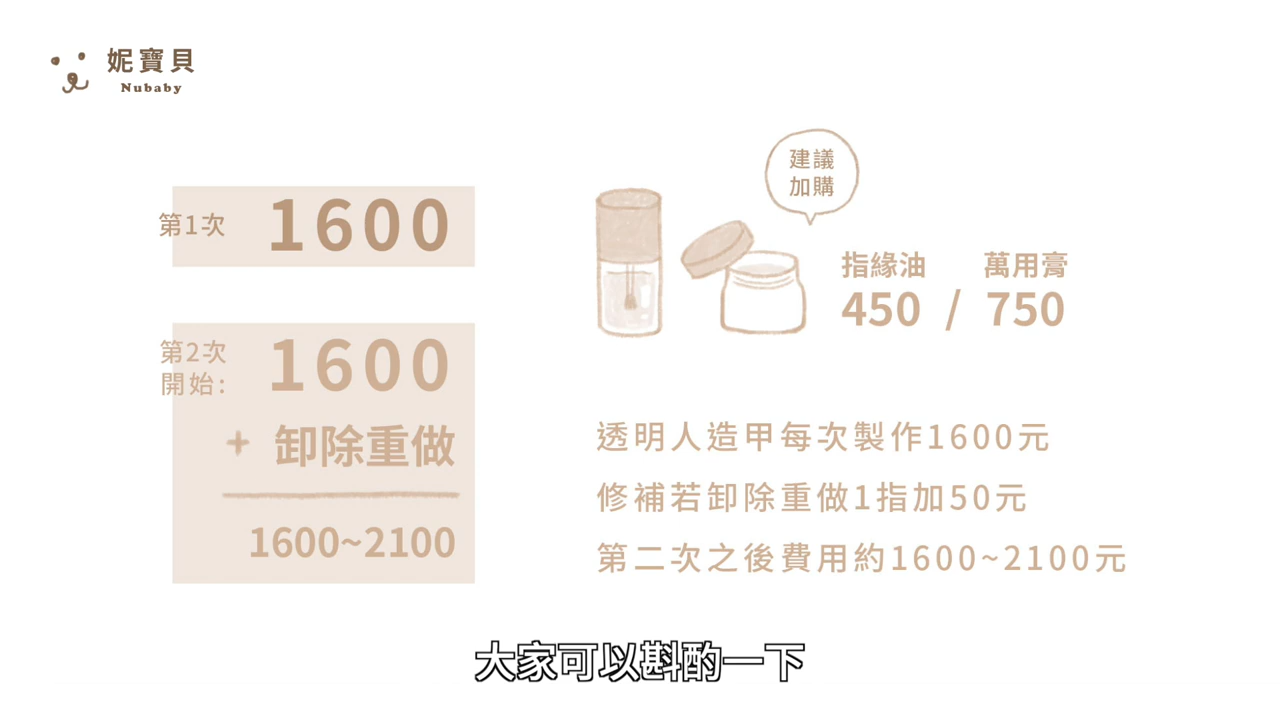 妮寶貝
Nubaby
第1次 1600
第2次
開始: 1600
+ 卸除重做
1600~2100
建議
加購
指緣油 萬用膏
450 / 750
透明人造甲每次製作1600元
修補若卸除重做1指加50元
第二次之後費用約1600~2100元
大家可以斟酌一下